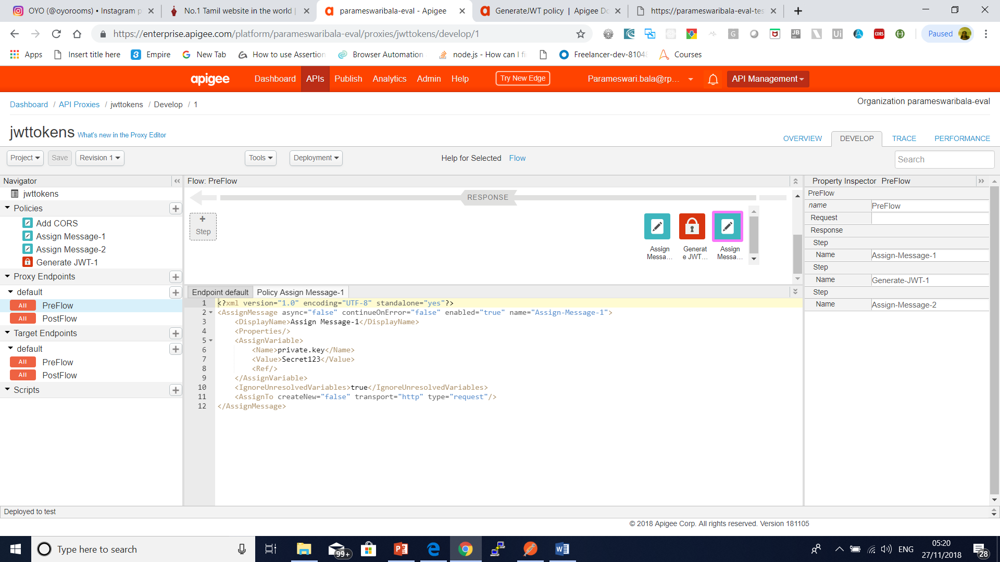 OYO (@oyorooms) • Instagram p
No.1 Tamil website in the world |
parameswaribala-eval - Apigee
GenerateJWT policy | Apigee Do
https://parameswaribala-eval-tes
https://enterprise.apigee.com/platform/parameswaribala-eval/proxies/jwttokens/develop/1
Paused
Apps
Insert title here
Empire
New Tab
How to use Assertion
Browser Automation
node.js - How can I fi
Freelancer-dev-81048
Courses
apigee
Dashboard
APIs
Publish
Analytics
Admin
Help
Try New Edge
Parameswari.bala@rp...
API Management
Dashboard / API Proxies / jwttokens / Develop / 1
Organization parameswaribala-eval
jwttokens What's new in the Proxy Editor
OVERVIEW
DEVELOP
TRACE
PERFORMANCE
Project
Save
Revision 1
Tools
Deployment
Help for Selected Flow
Search
Navigator
jwttokens
Policies
Add CORS
Assign Message-1
Assign Message-2
Generate JWT-1
Proxy Endpoints
default
All PreFlow
All PostFlow
Target Endpoints
default
All PreFlow
All PostFlow
Scripts
Flow: PreFlow
RESPONSE
+
Step
Assign
Messa...
Generat
e JWT...
Assign
Messa...
Endpoint default
Policy Assign Message-1
1 <?xml version="1.0" encoding="UTF-8" standalone="yes"?>
2 <AssignMessage async="false" continueOnError="false" enabled="true" name="Assign-Message-1">
3 <DisplayName>Assign Message-1</DisplayName>
4 <Properties/>
5 <AssignVariable>
6 <Name>private.key</Name>
7 <Value>Secret123</Value>
8 <Ref/>
9 </AssignVariable>
10 <IgnoreUnresolvedVariables>true</IgnoreUnresolvedVariables>
11 <AssignTo createNew="false" transport="http" type="request"/>
12 </AssignMessage>
Property Inspector PreFlow
PreFlow
name PreFlow
Request
Response
Step
Name Assign-Message-1
Step
Name Generate-JWT-1
Step
Name Assign-Message-2
Deployed to test
© 2018 Apigee Corp. All rights reserved. Version 181105
Type here to search
99+
ENG
05:20
27/11/2018
28